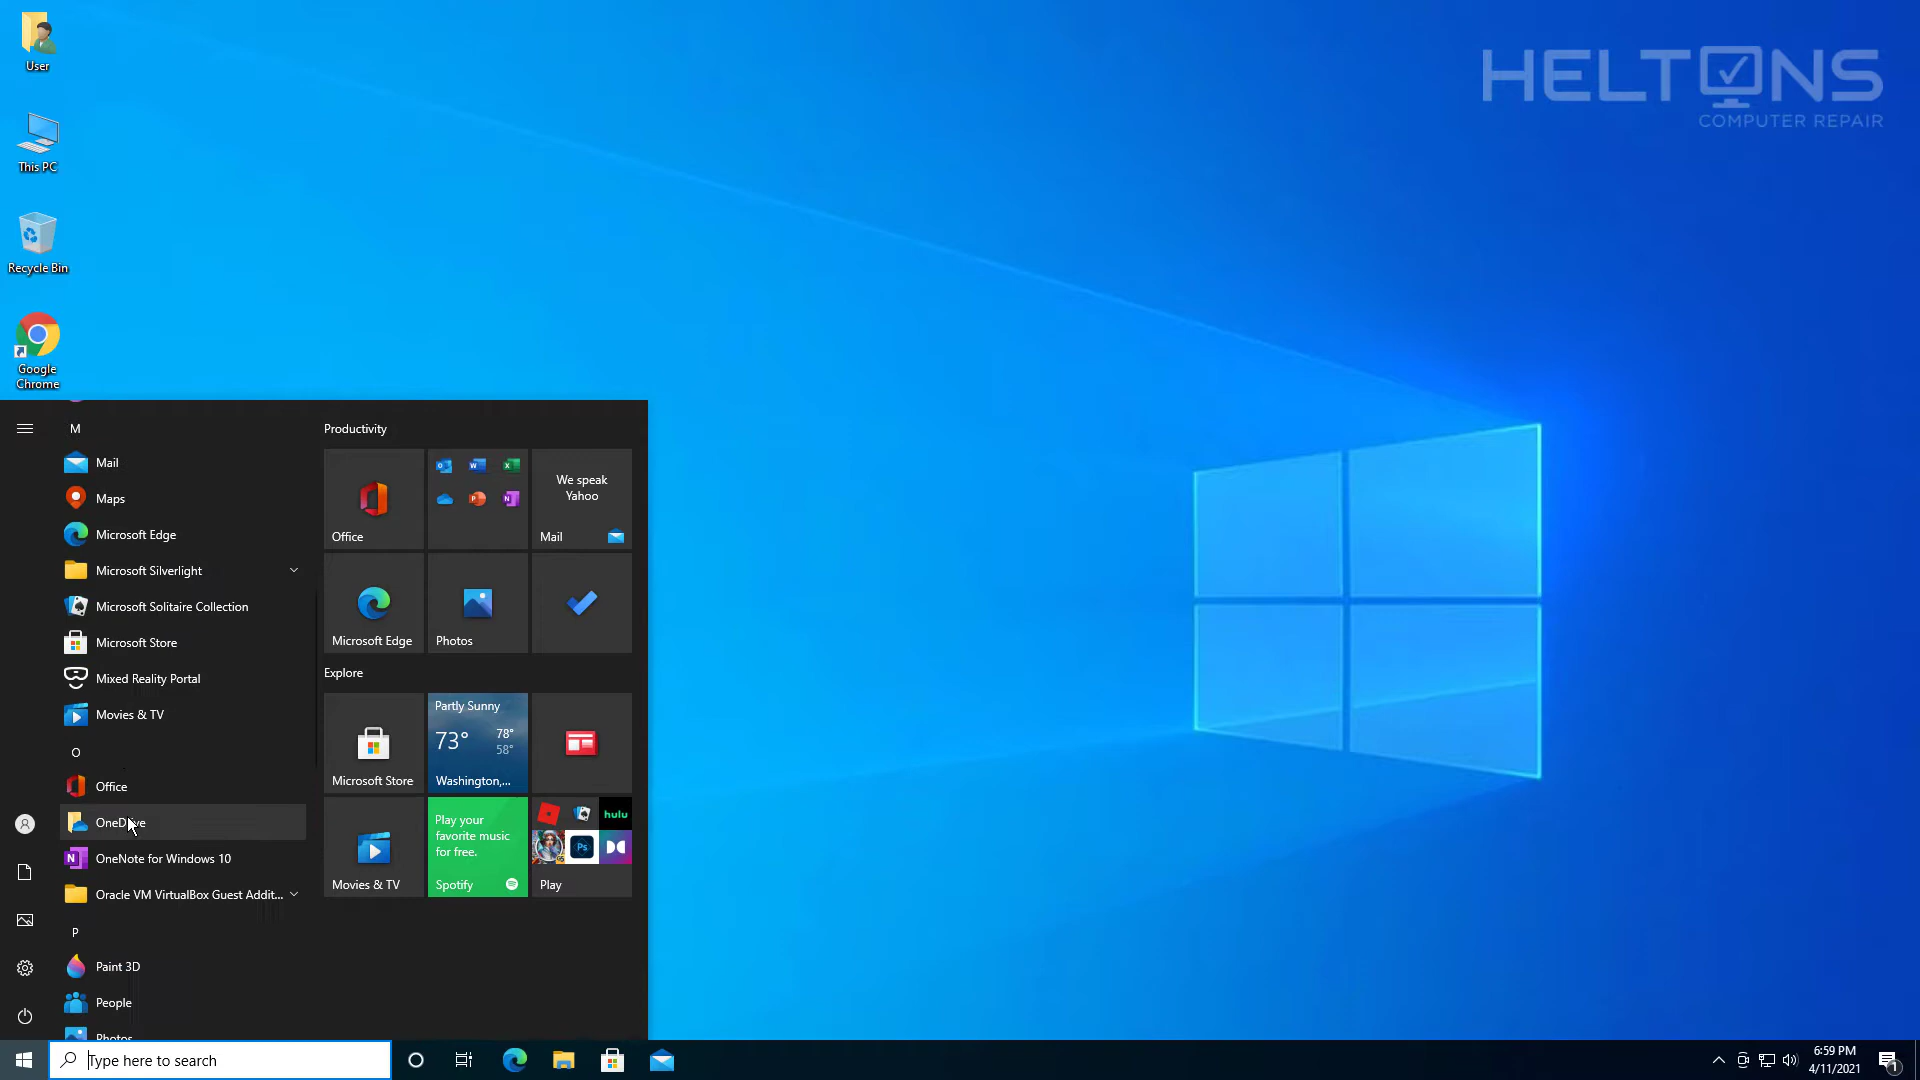 User
This PC
Recycle Bin
Google
Chrome
HELTONS
COMPUTER REPAIR
M
Mail
Maps
Microsoft Edge
Microsoft Silverlight
Microsoft Solitaire Collection
Microsoft Store
Mixed Reality Portal
Movies & TV
O
Office
OneDrive
OneNote for Windows 10
Oracle VM VirtualBox Guest Addit...
P
Paint 3D
People
Photos
Productivity
Office
We speak
Yahoo
Mail
Microsoft Edge
Photos
Explore
Microsoft Store
Partly Sunny
73° 78°
58°
Washington,...
Movies & TV
Play your
favorite music
for free.
Spotify
hulu
Ps
Play
Type here to search
6:59 PM
4/11/2021
1